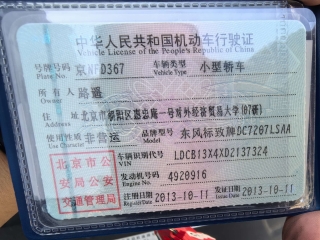 中华人民共和国机动车行驶证
Vehicle License of the People's Republic of China
号牌号码 京NFD367 车辆类型 小型轿车
Plate No. Vehicle Type
所有人 路遥
Owner
住址 北京市朝阳区惠忠庵一号对外经济贸易大学(07研)
Address
使用性质 非营运 品牌型号 东风标致牌DC7207LSAA
Use Character Model
北京市公安局公安交通管理局
车辆识别代号 LDCB13X4XD2137324
VIN
发动机号码 4920916
Engine No.
注册日期 2013-10-11 发证日期 2013-10-11
Register Date Issue Date